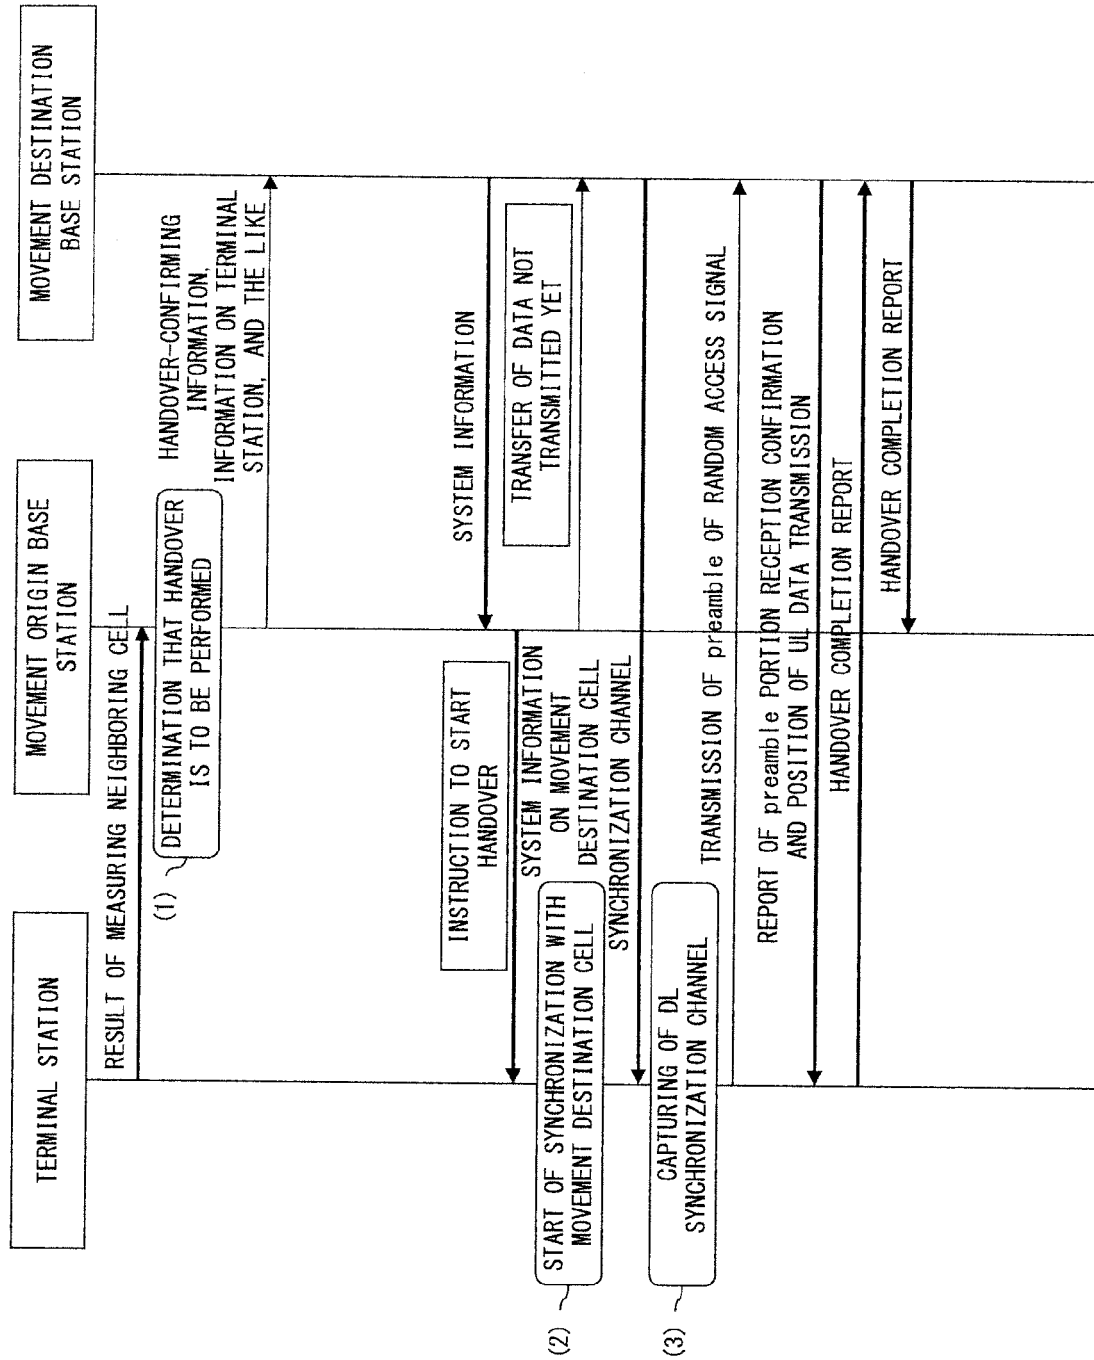 TERMINAL STATION
MOVEMENT ORIGIN BASE
STATION
MOVEMENT DESTINATION
BASE STATION
RESULT OF MEASURING NEIGHBORING CELL
(1)
DETERMINATION THAT HANDOVER
IS TO BE PERFORMED
HANDOVER-CONFIRMING
INFORMATION,
INFORMATION ON TERMINAL
STATION, AND THE LIKE
SYSTEM INFORMATION
INSTRUCTION TO START
HANDOVER
SYSTEM INFORMATION
ON MOVEMENT
DESTINATION CELL
TRANSFER OF DATA NOT
TRANSMITTED YET
(2)
START OF SYNCHRONIZATION WITH
MOVEMENT DESTINATION CELL
SYNCHRONIZATION CHANNEL
(3)
CAPTURING OF DL
SYNCHRONIZATION CHANNEL
TRANSMISSION OF preamble OF RANDOM ACCESS SIGNAL
REPORT OF preamble PORTION RECEPTION CONFIRMATION
AND POSITION OF UL DATA TRANSMISSION
HANDOVER COMPLETION REPORT
HANDOVER COMPLETION REPORT